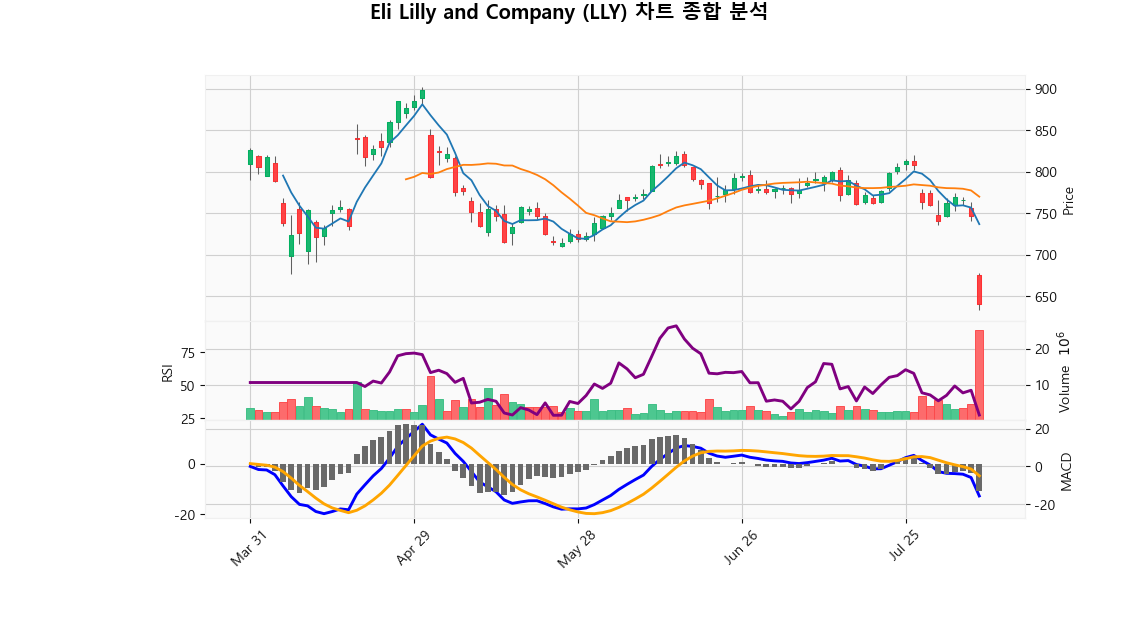 Eli Lilly and Company (LLY) 차트 종합 분석
900
850
800
750
700
650
Price
75
50
25
RSI
20
10
Volume 10⁶
0
-20
20
0
-20
MACD
Mar 31
Apr 29
May 28
Jun 26
Jul 25